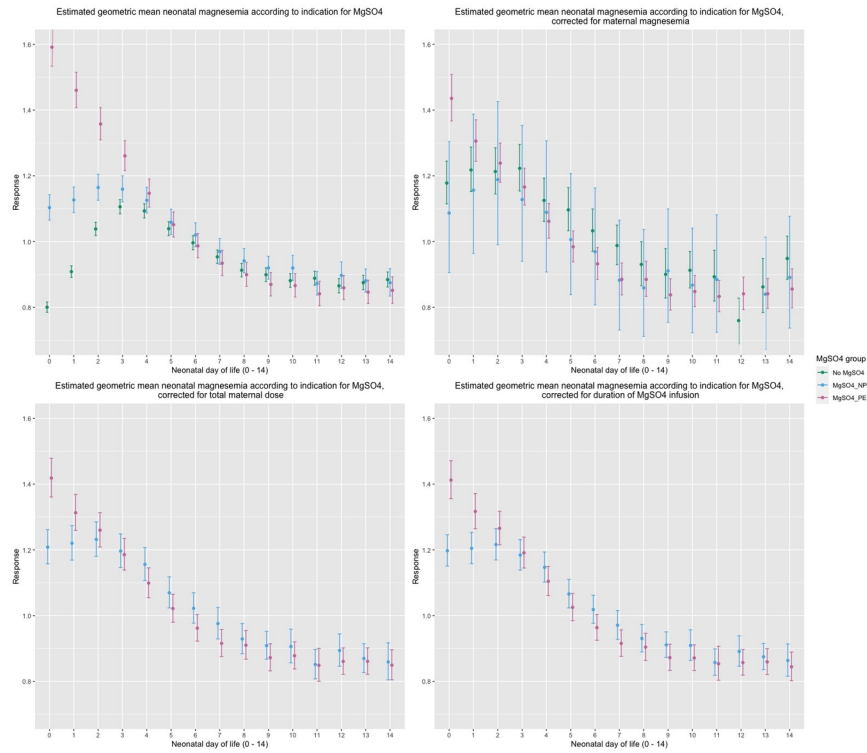 Estimated geometric mean neonatal magnesemia according to indication for MgSO4
1.6
1.4
1.2
1.0
0.8
Response
0 1 2 3 4 5 6 7 8 9 10 11 12 13 14
Neonatal day of life (0 - 14)
Estimated geometric mean neonatal magnesemia according to indication for MgSO4,
corrected for maternal magnesemia
1.6
1.4
1.2
1.0
0.8
Response
0 1 2 3 4 5 6 7 8 9 10 11 12 13 14
Neonatal day of life (0 - 14)
MgSO4 group
No MgSO4
MgSO4_NP
MgSO4_PE
Estimated geometric mean neonatal magnesemia according to indication for MgSO4,
corrected for total maternal dose
1.6
1.4
1.2
1.0
0.8
Response
0 1 2 3 4 5 6 7 8 9 10 11 12 13 14
Neonatal day of life (0 - 14)
Estimated geometric mean neonatal magnesemia according to indication for MgSO4,
corrected for duration of MgSO4 infusion
1.6
1.4
1.2
1.0
0.8
Response
0 1 2 3 4 5 6 7 8 9 10 11 12 13 14
Neonatal day of life (0 - 14)